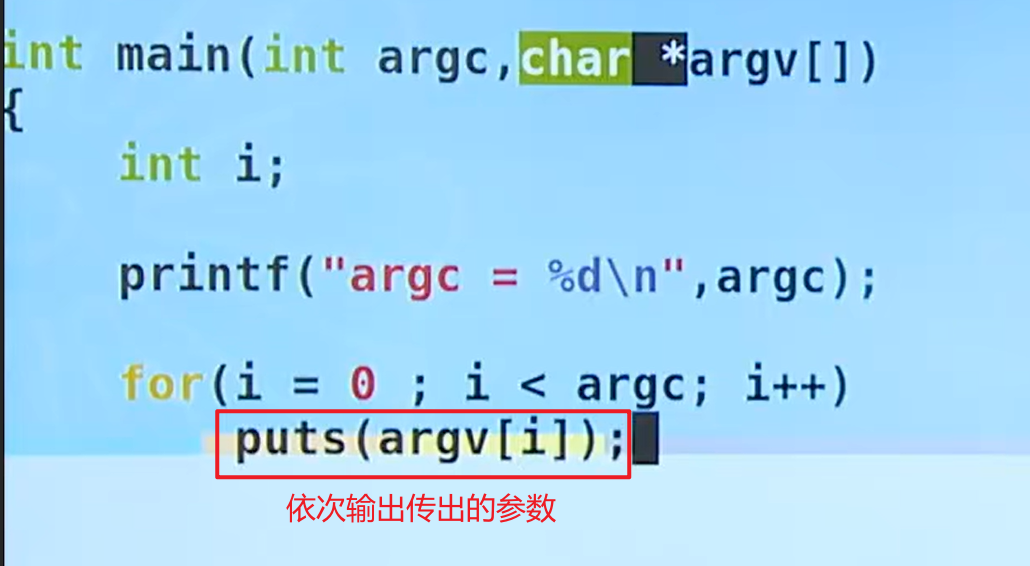 int main(int argc,char *argv[])
{
int i;
printf("argc = %d\n",argc);
for(i = 0 ; i < argc; i++)
puts(argv[i]);
依次输出传出的参数